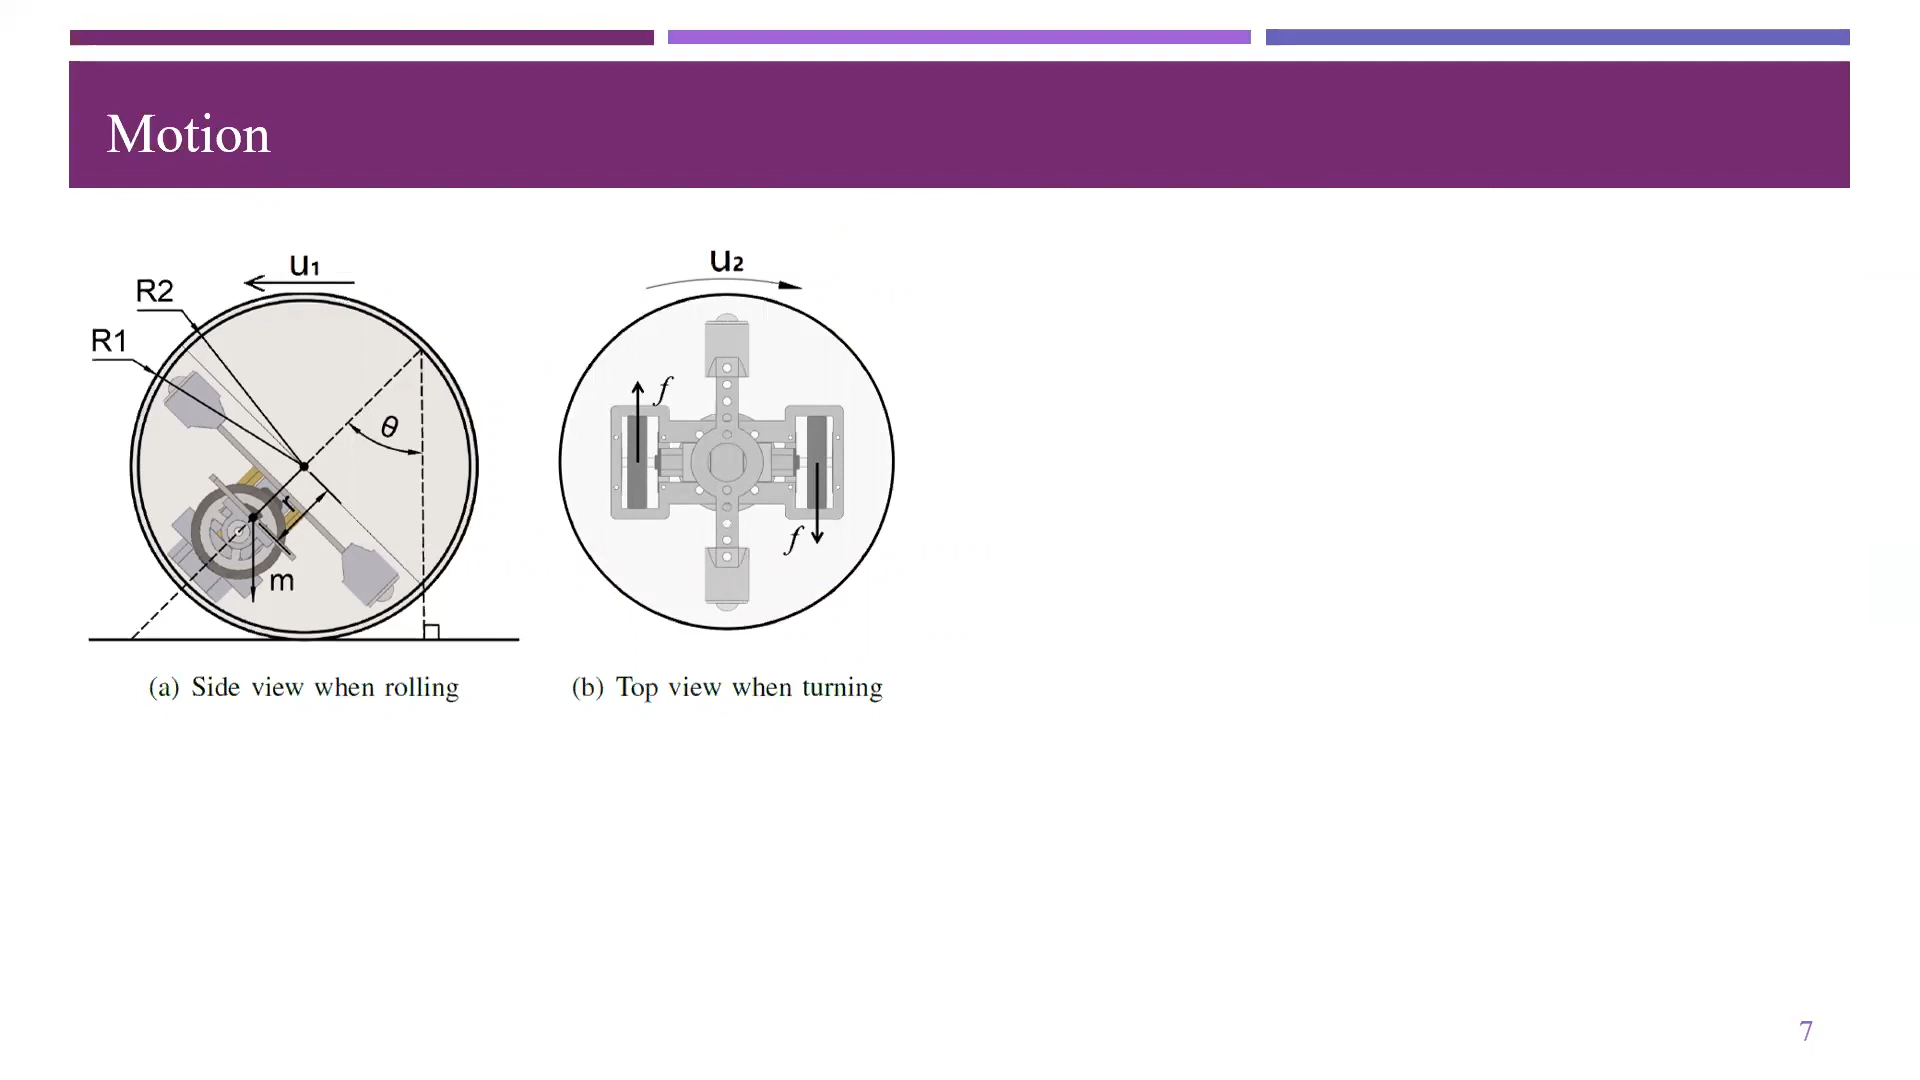 Motion
u₁
R2
R1
θ
r
m
(a) Side view when rolling
u₂
f
f
(b) Top view when turning
7